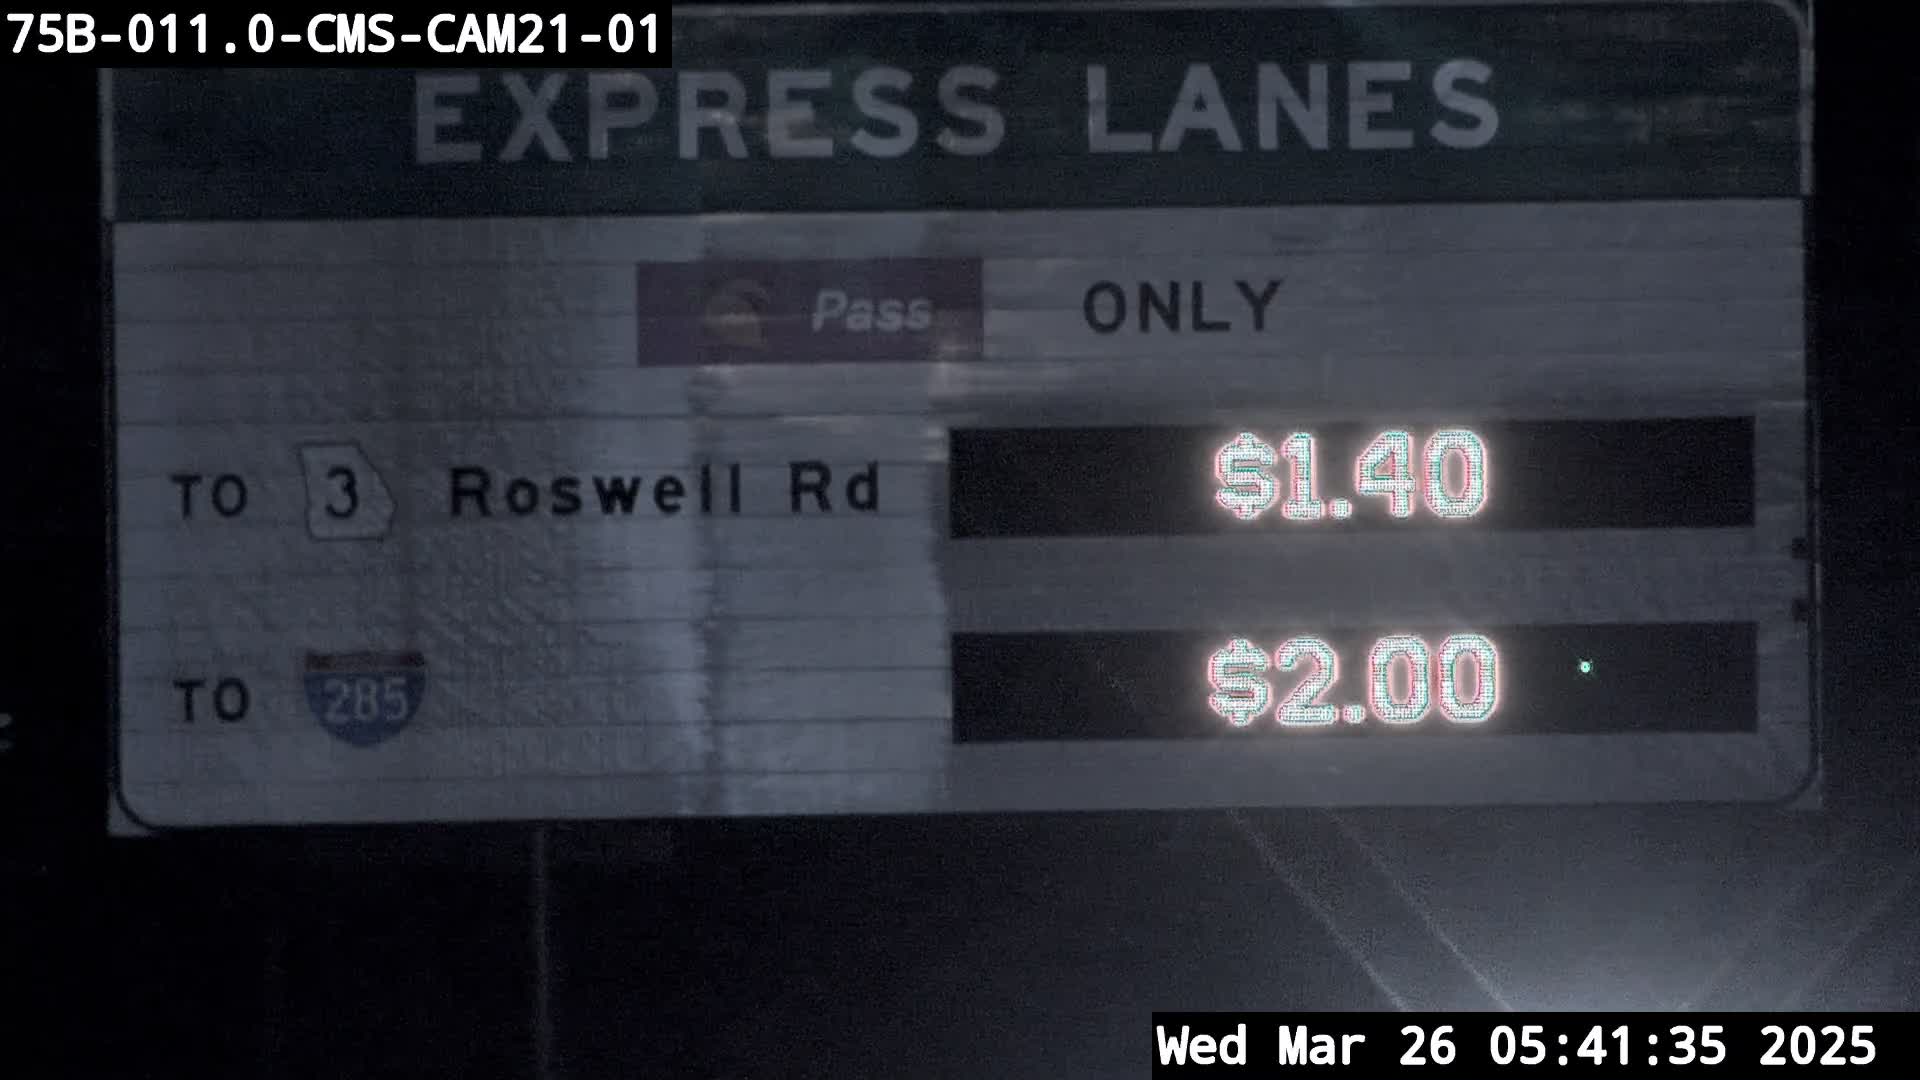 75B-011.0-CMS-CAM21-01
EXPRESS LANES
Pass ONLY
TO 3 Roswell Rd $1.40
TO 285 $2.00
Wed Mar 26 05:41:35 2025